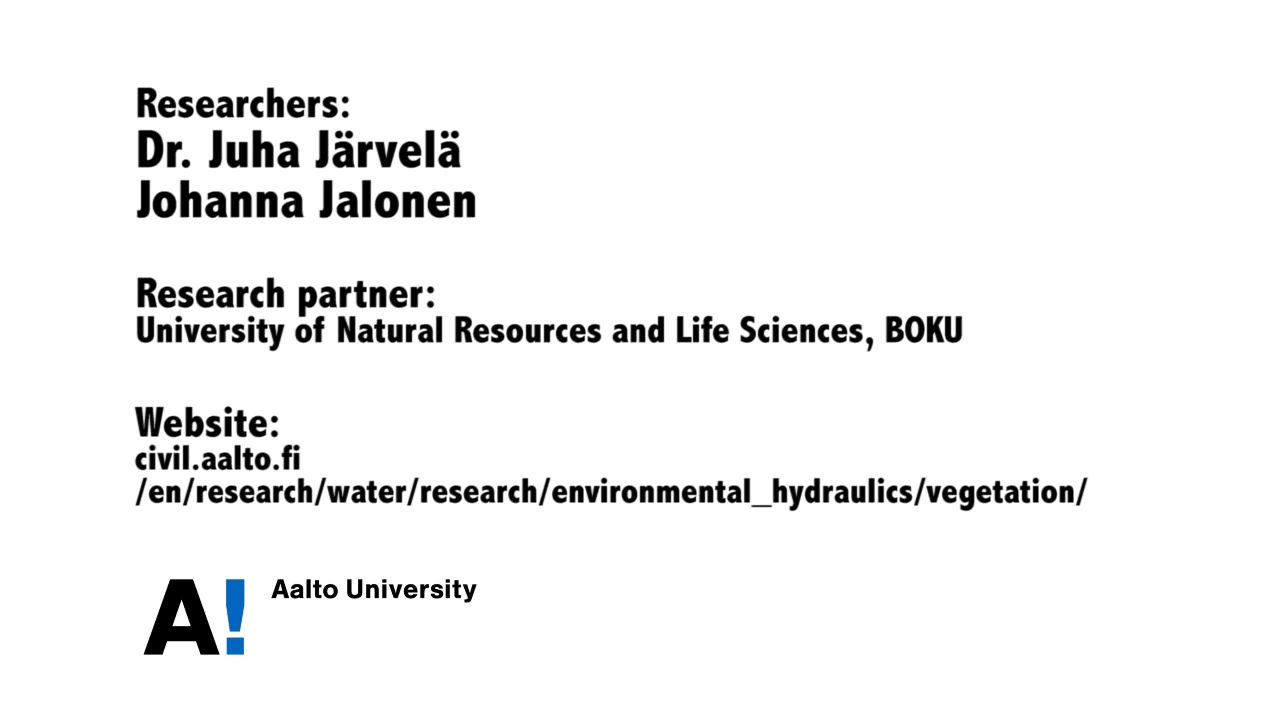 Researchers:
Dr. Juha Järvelä
Johanna Jalonen
Research partner:
University of Natural Resources and Life Sciences, BOKU
Website:
civil.aalto.fi
/en/research/water/research/environmental_hydraulics/vegetation/
A! Aalto University